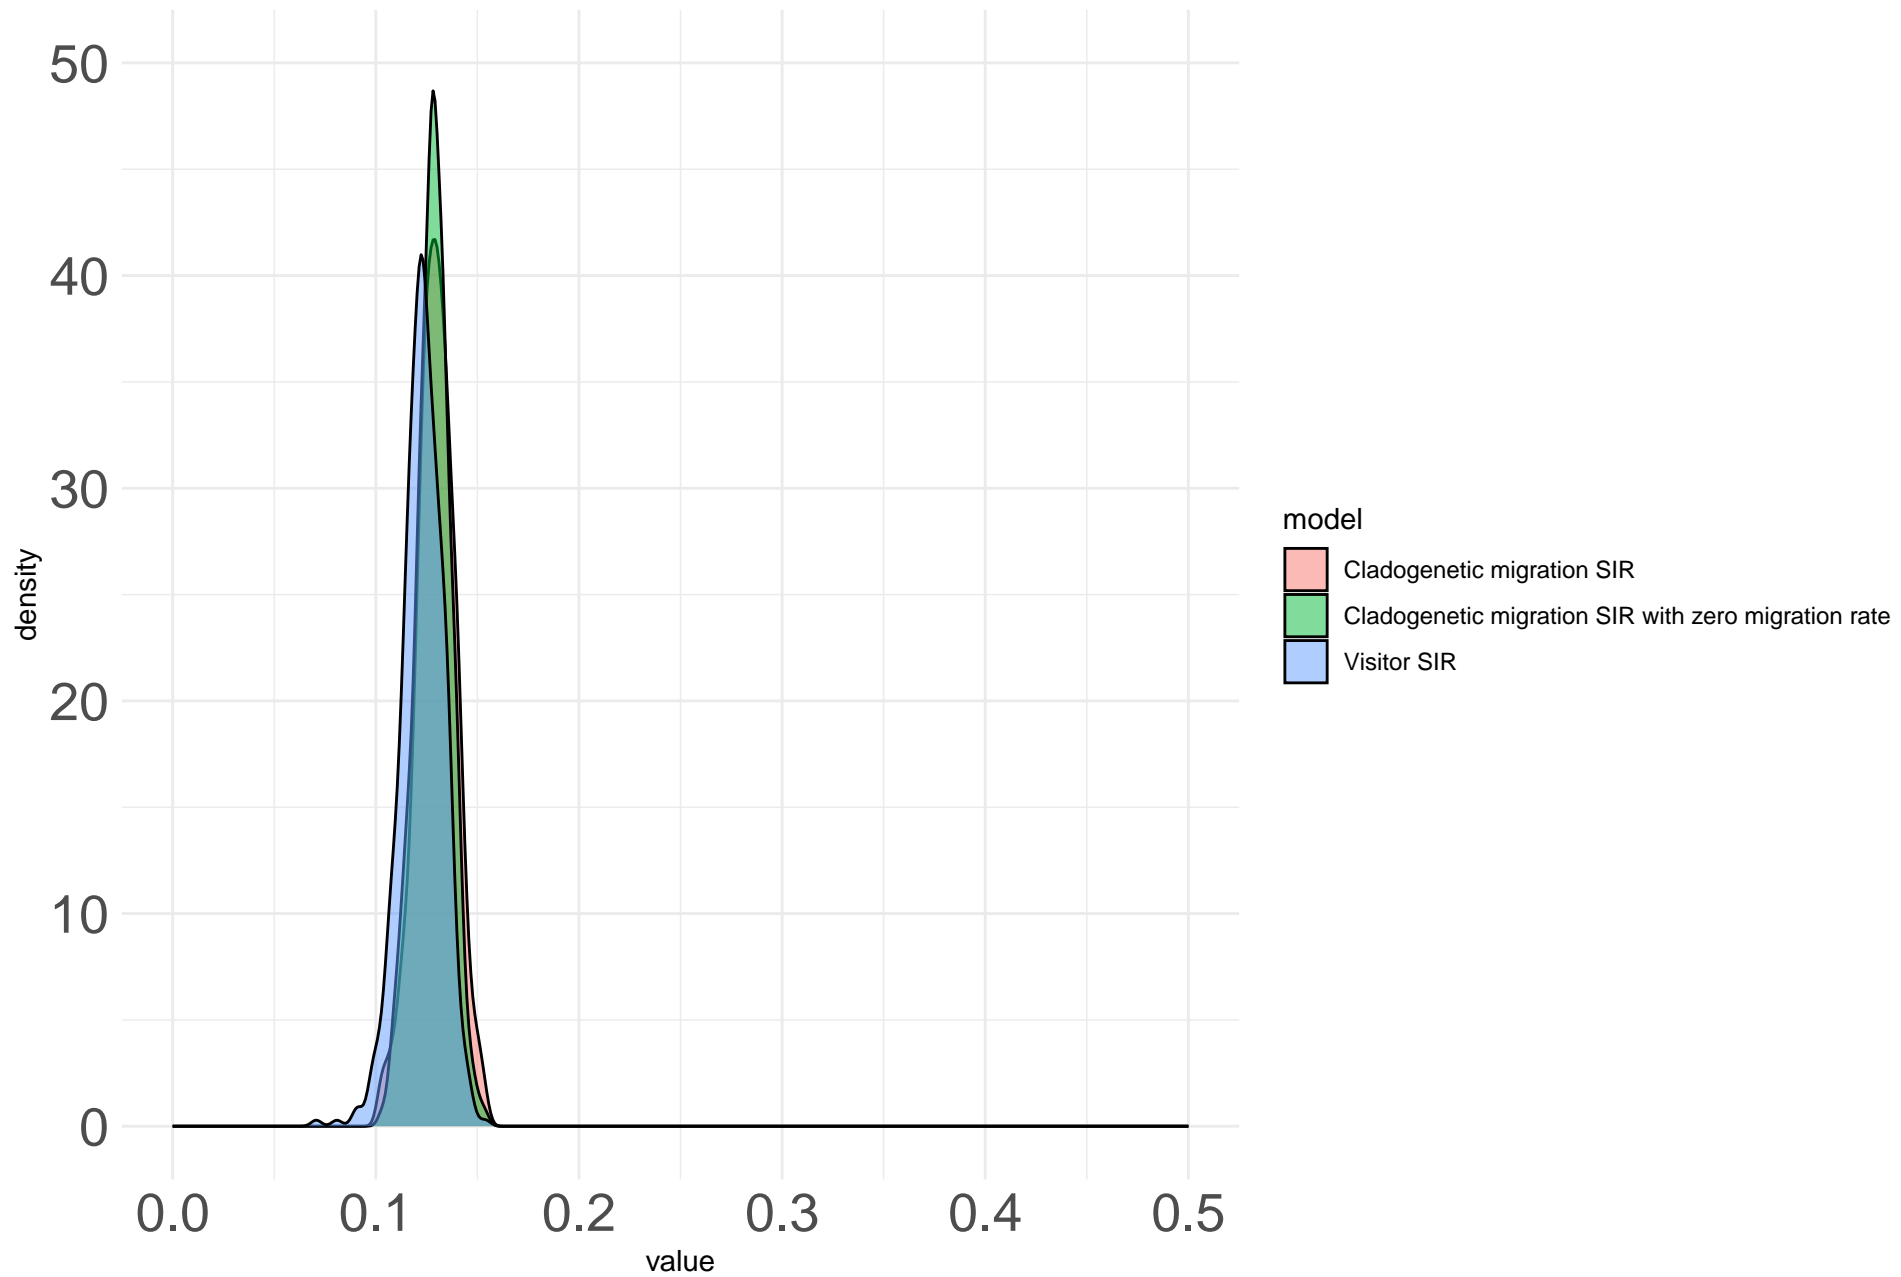 50
40
30
20
10
0
density
0.0 0.1 0.2 0.3 0.4 0.5
value
model
Cladogenetic migration SIR
Cladogenetic migration SIR with zero migration rate
Visitor SIR